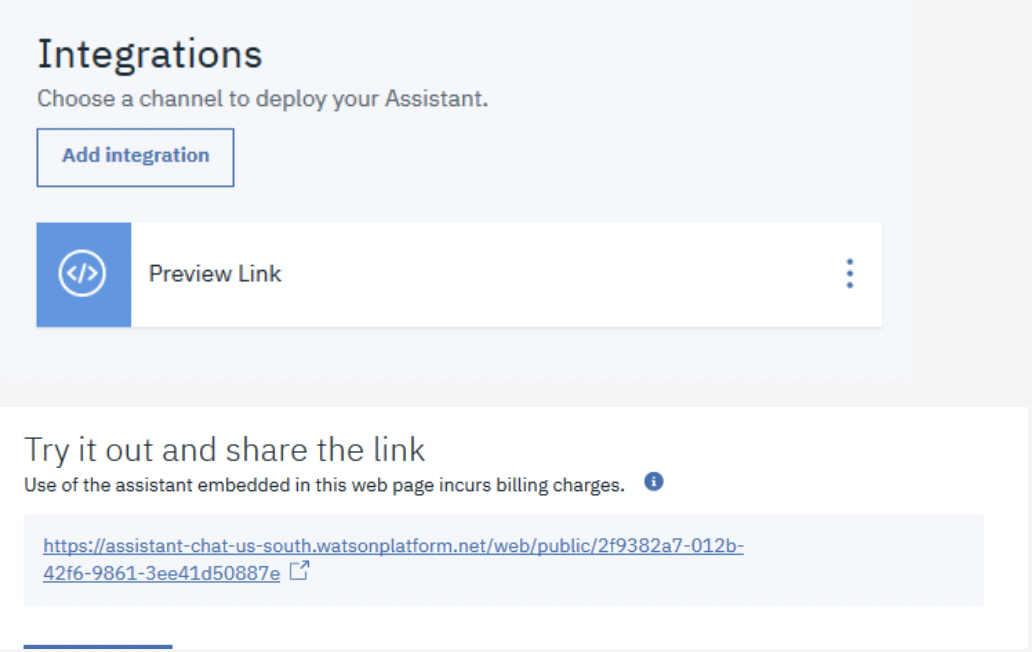 Integrations
Choose a channel to deploy your Assistant.
Add integration
</>
Preview Link
Try it out and share the link
Use of the assistant embedded in this web page incurs billing charges.
https://assistant-chat-us-south.watsonplatform.net/web/public/2f9382a7-012b-
42f6-9861-3ee41d50887e